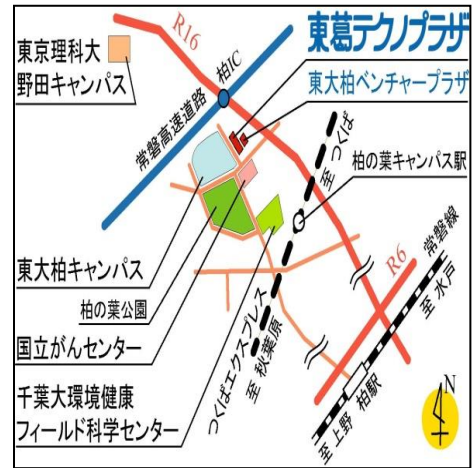 東京理科大
野田キャンパス
R16
柏IC
常磐高速道路
東葛テクノプラザ
東大柏ベンチャープラザ
至 つくば
柏の葉キャンパス駅
東大柏キャンパス
柏の葉公園
国立がんセンター
千葉大環境健康
フィールド科学センター
つくばエクスプレス
至 秋葉原
R6
常磐線
至 水戸
至 上野 柏駅
N